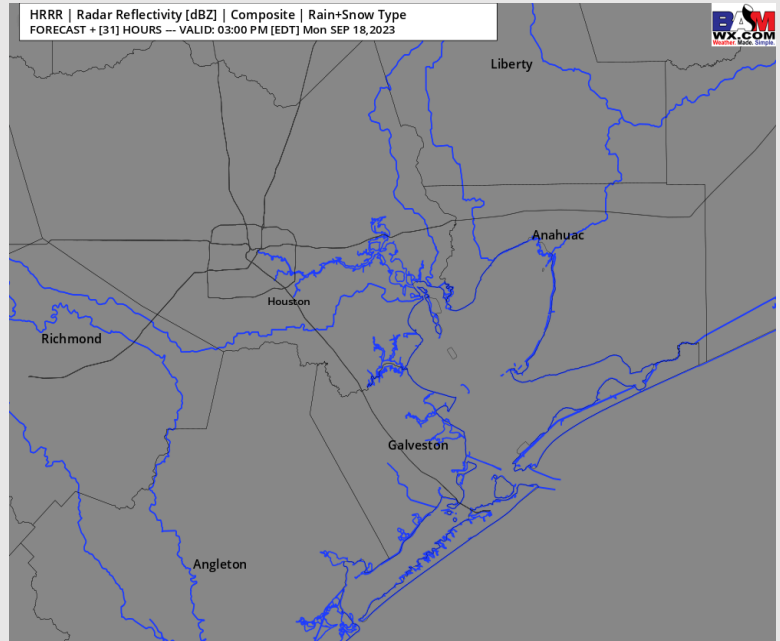 HRRR | Radar Reflectivity [dBZ] | Composite | Rain+Snow Type
FORECAST + [31] HOURS --- VALID: 03:00 PM [EDT] Mon SEP 18,2023
BAM
WX.COM
Weather. Made. Simple.
Liberty
Anahuac
Houston
Richmond
Galveston
Angleton